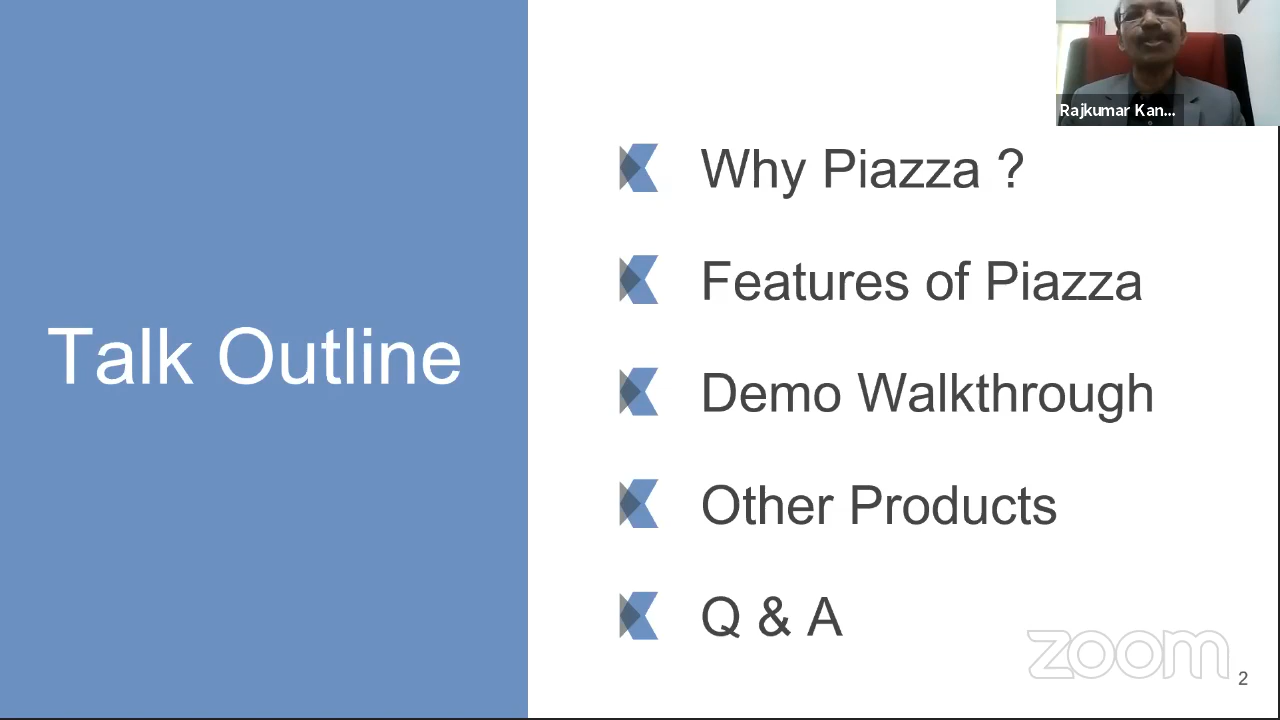 Rajkumar Kan...
Talk Outline
Why Piazza ?
Features of Piazza
Demo Walkthrough
Other Products
Q & A
zoom
2